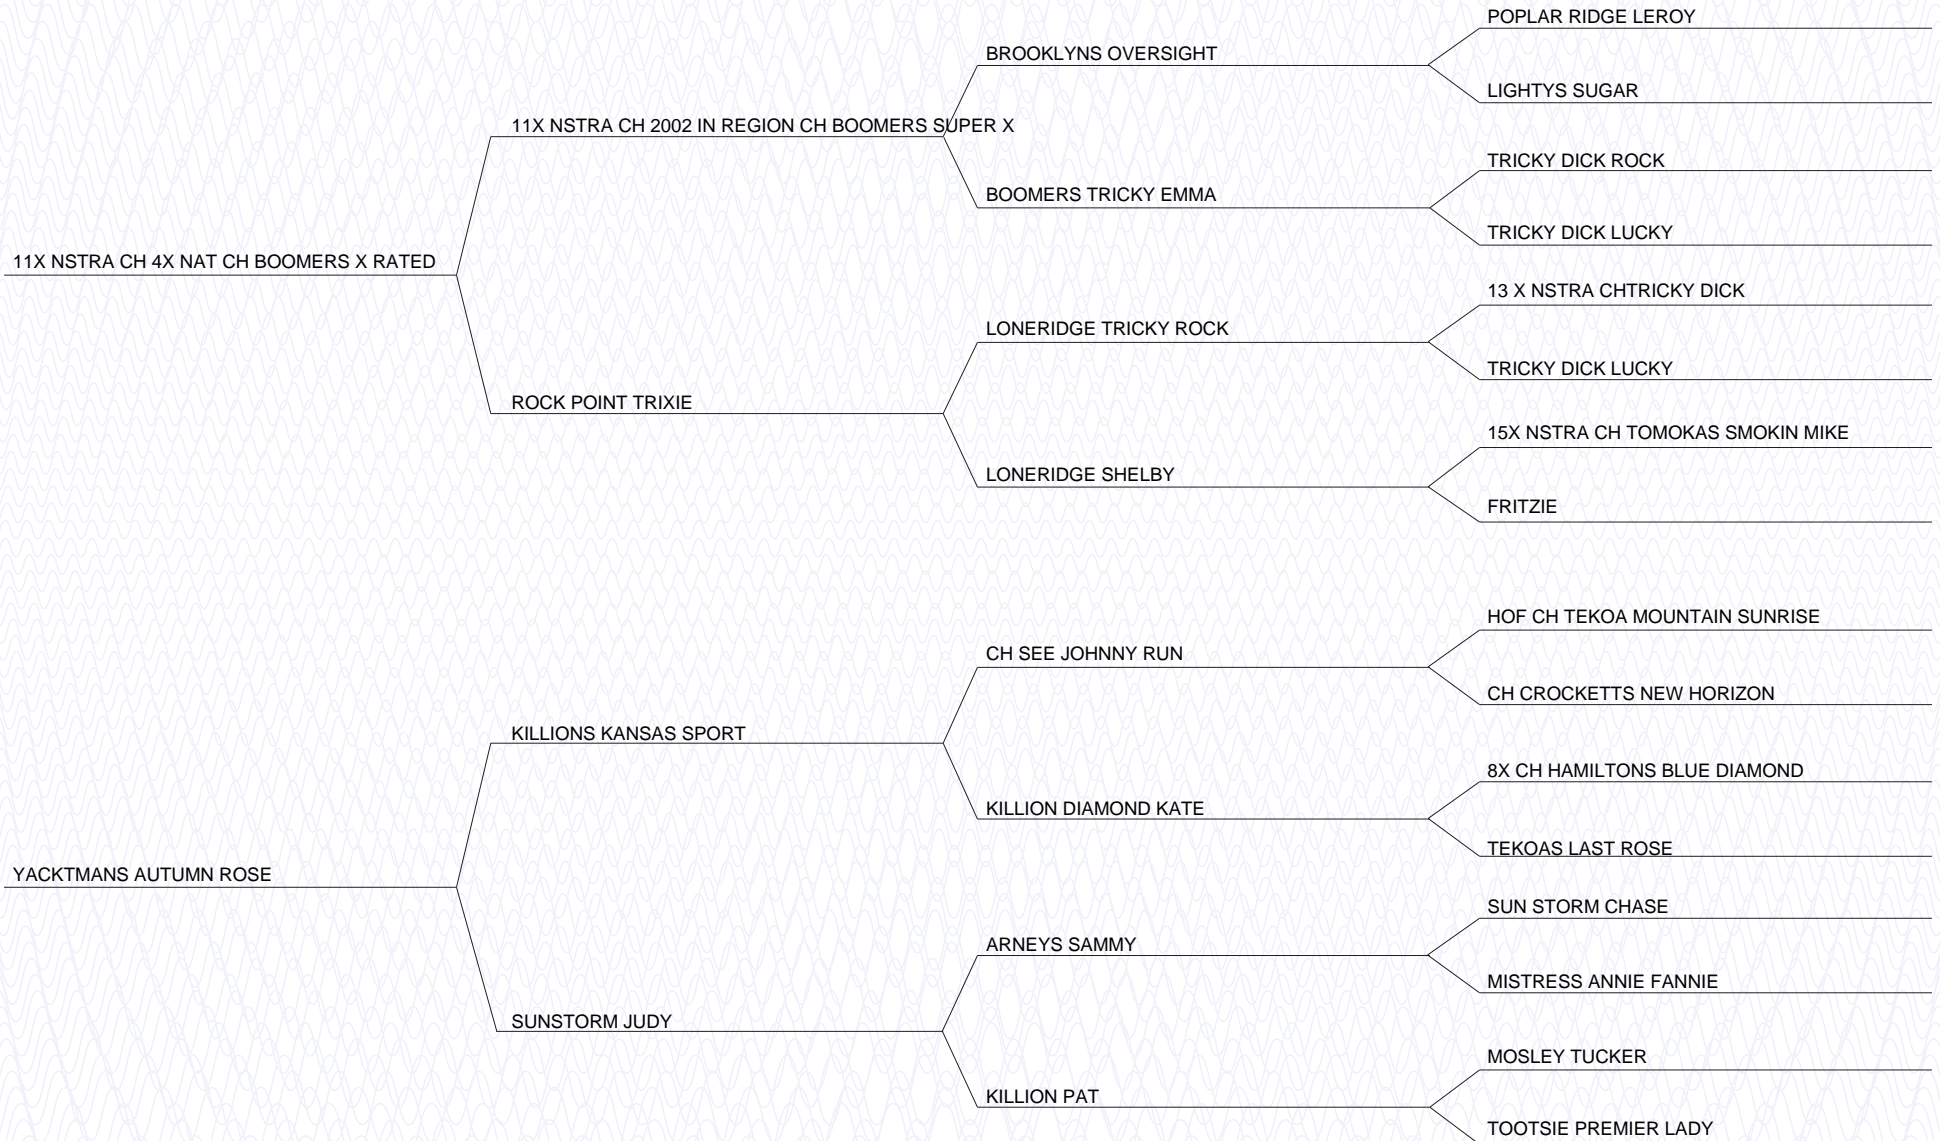 POPLAR RIDGE LEROY
BROOKLYNS OVERSIGHT
LIGHTYS SUGAR
11X NSTRA CH 2002 IN REGION CH BOOMERS SUPER X
TRICKY DICK ROCK
BOOMERS TRICKY EMMA
TRICKY DICK LUCKY
11X NSTRA CH 4X NAT CH BOOMERS X RATED
13 X NSTRA CHTRICKY DICK
LONERIDGE TRICKY ROCK
TRICKY DICK LUCKY
ROCK POINT TRIXIE
15X NSTRA CH TOMOKAS SMOKIN MIKE
LONERIDGE SHELBY
FRITZIE
HOF CH TEKOA MOUNTAIN SUNRISE
CH SEE JOHNNY RUN
CH CROCKETTS NEW HORIZON
KILLIONS KANSAS SPORT
8X CH HAMILTONS BLUE DIAMOND
KILLION DIAMOND KATE
TEKOAS LAST ROSE
YACKTMANS AUTUMN ROSE
SUN STORM CHASE
ARNEYS SAMMY
MISTRESS ANNIE FANNIE
SUNSTORM JUDY
MOSLEY TUCKER
KILLION PAT
TOOTSIE PREMIER LADY